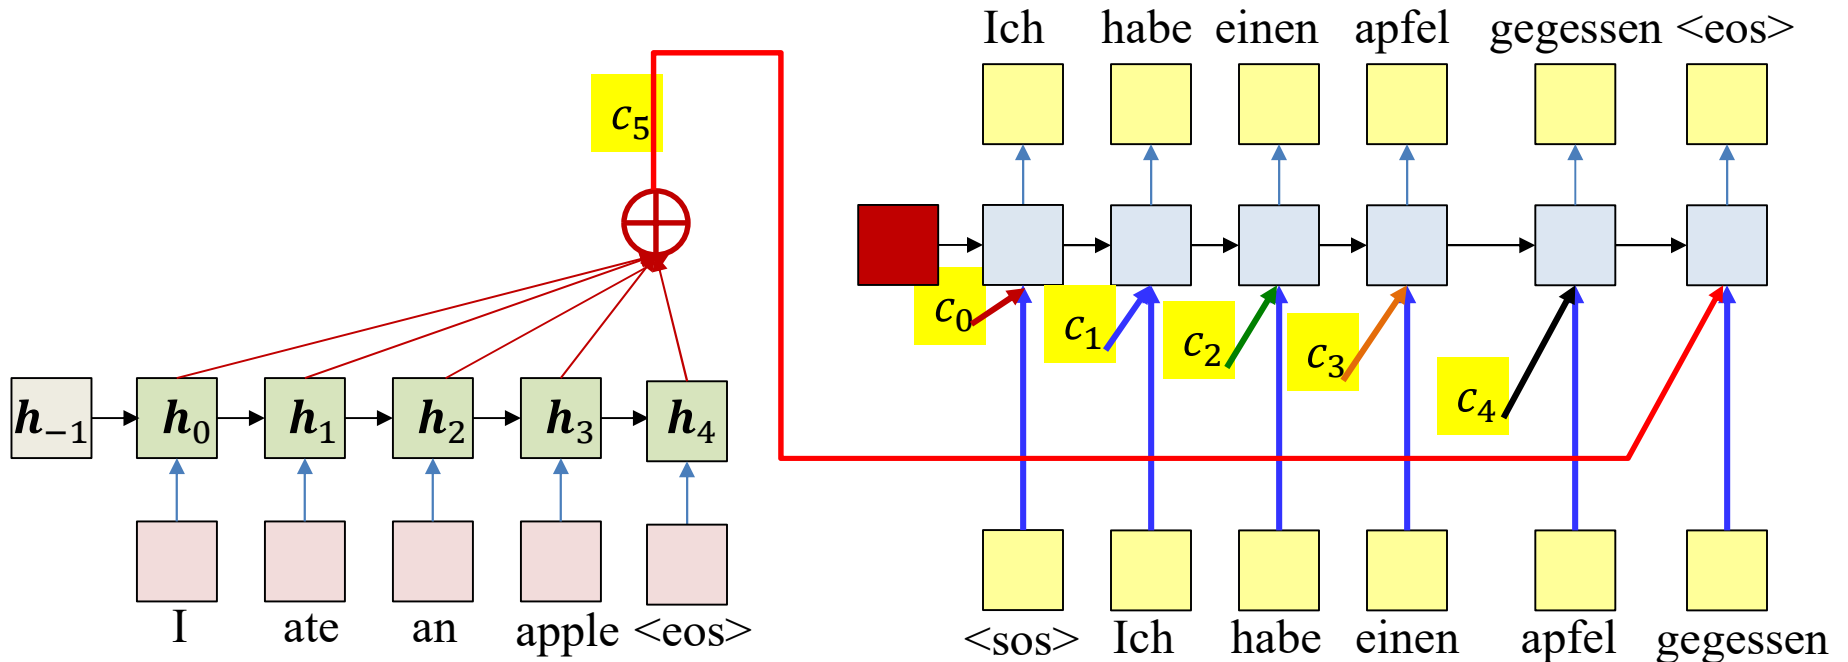 Ich habe einen apfel gegessen <eos>
c₅
c₀ c₁ c₂ c₃ c₄
h₋₁ h₀ h₁ h₂ h₃ h₄
I ate an apple <eos>
<sos> Ich habe einen apfel gegessen